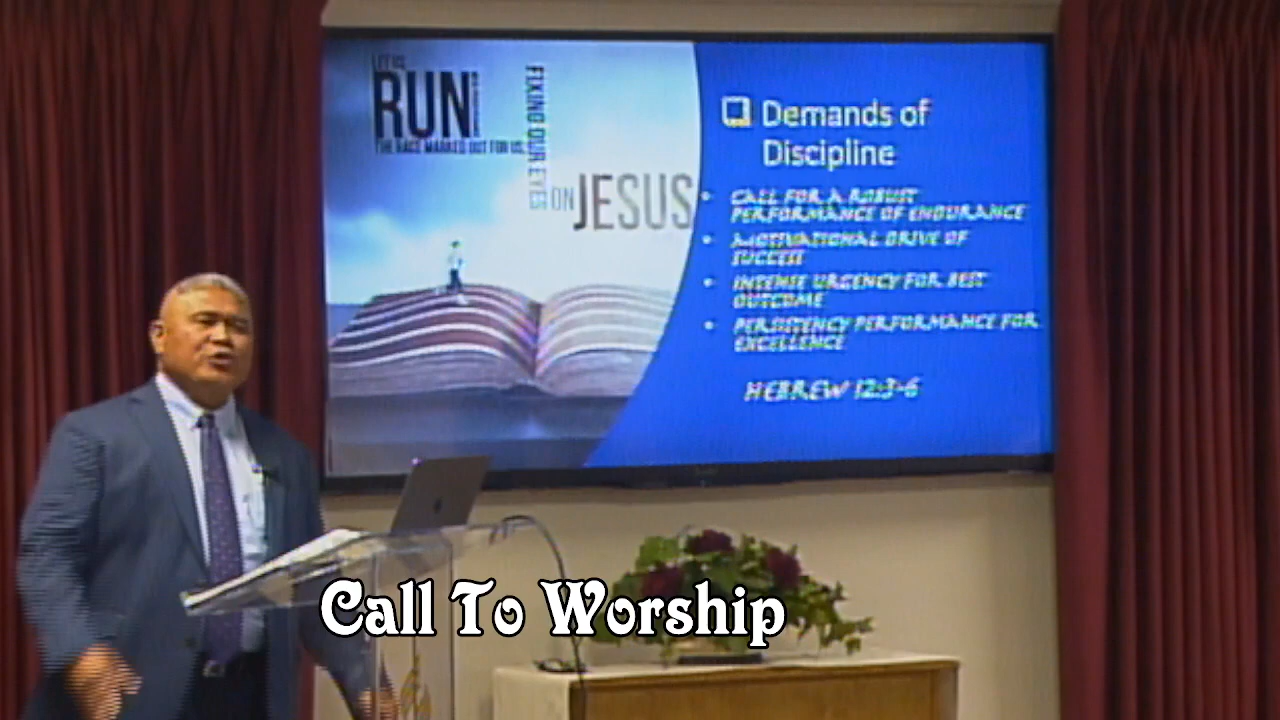 LET US
RUN
THE RACE MARKED OUT FOR US,
FIXING OUR EYES
ON JESUS
Demands of
Discipline
CALL FOR A ROBUST
PERFORMANCE OF ENDURANCE
MOTIVATIONAL DRIVE OF
SUCCESS
INTENSE URGENCY FOR BEST
OUTCOME
PERSISTENCY PERFORMANCE FOR
EXCELLENCE
HEBREW 12:3-6
Call To Worship